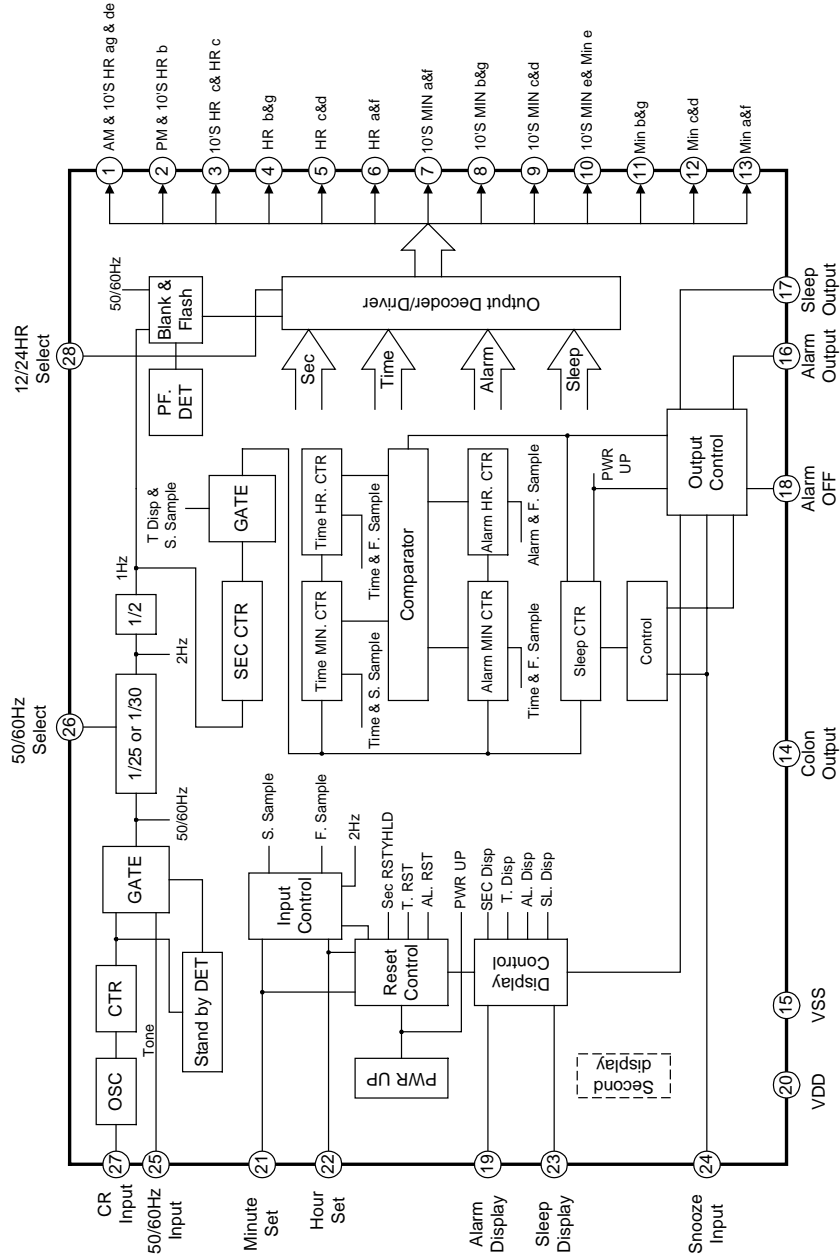 12/24HR
Select
28
50/60Hz
Select
26
CR
Input
27
50/60Hz
Input
25
Minute
Set
21
Hour
Set
22
Alarm
Display
19
Sleep
Display
23
Snooze
Input
24
OSC
CTR
Tone
Stand by DET
GATE
50/60Hz
1/25 or 1/30
2Hz
1/2
1Hz
SEC CTR
GATE
T Disp &
S. Sample
PF.
DET
Blank &
Flash
50/60Hz
Input
Control
S. Sample
F. Sample
2Hz
Reset
Control
Sec RSTYHLD
T. RST
AL. RST
PWR UP
PWR UP
Display
Control
SEC Disp
T. Disp
AL. Disp
SL. Disp
Second
display
Time MIN. CTR
Time HR. CTR
Time & S. Sample
Time & F. Sample
Comparator
Alarm MIN CTR
Alarm HR. CTR
Time & F. Sample
Alarm & F. Sample
Sleep CTR
PWR
UP
Control
Output
Control
Sec
Time
Alarm
Sleep
Output Decoder/Driver
1 AM & 10'S HR ag & de
2 PM & 10'S HR b
3 10'S HR c& HR c
4 HR b&g
5 HR c&d
6 HR a&f
7 10'S MIN a&f
8 10'S MIN b&g
9 10'S MIN c&d
10 10'S MIN e& Min e
11 Min b&g
12 Min c&d
13 Min a&f
20
VDD
15
VSS
14
Colon
Output
18
Alarm
OFF
16
Alarm
Output
17
Sleep
Output